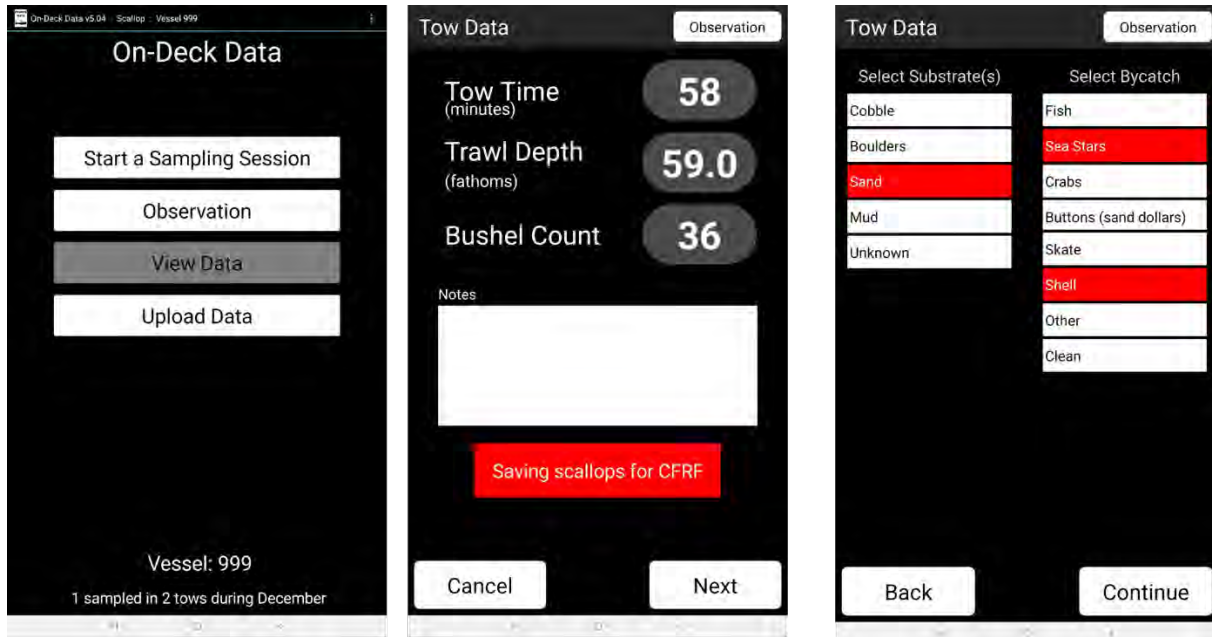 On-Deck Data v5.04 : Scallop : Vessel 999
On-Deck Data
Start a Sampling Session
Observation
View Data
Upload Data
Vessel: 999
1 sampled in 2 tows during December
Tow Data
Observation
Tow Time
(minutes)
58
Trawl Depth
(fathoms)
59.0
Bushel Count
36
Notes
Saving scallops for CFRF
Cancel
Next
Tow Data
Observation
Select Substrate(s)
Cobble
Boulders
Sand
Mud
Unknown
Select Bycatch
Fish
Sea Stars
Crabs
Buttons (sand dollars)
Skate
Shell
Other
Clean
Back
Continue